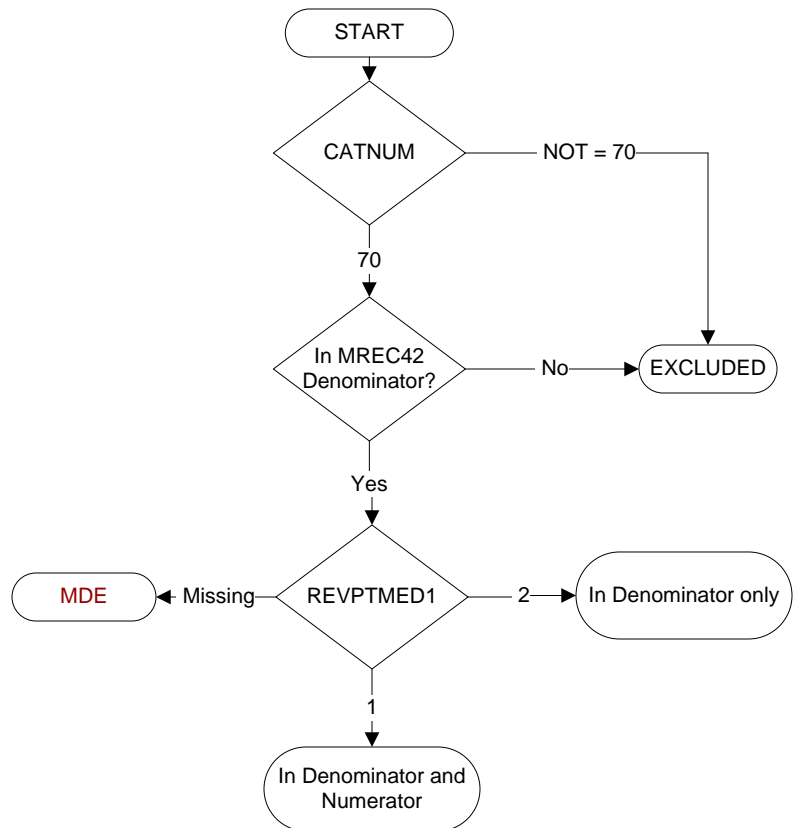 START
CATNUM
NOT = 70
70
In MREC42
Denominator?
No
EXCLUDED
Yes
MDE
Missing
REVPTMED1
2
In Denominator only
1
In Denominator and
Numerator